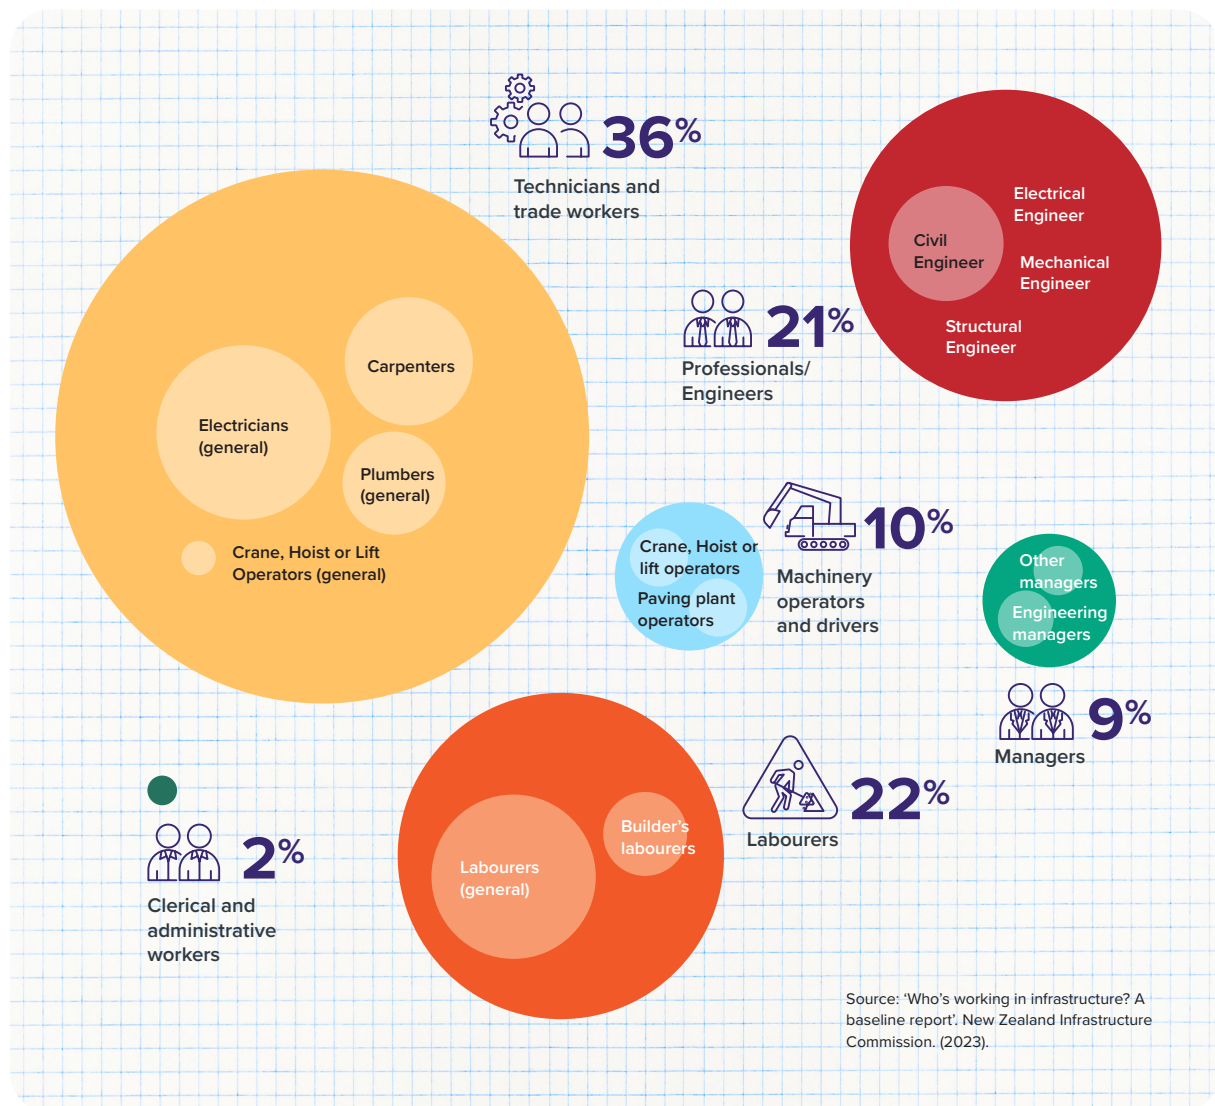 36%
Technicians and
trade workers
Electrical
Engineer
Civil
Engineer
Mechanical
Engineer
Structural
Engineer
21%
Professionals/
Engineers
Carpenters
Electricians
(general)
Plumbers
(general)
Crane, Hoist or Lift
Operators (general)
10%
Machinery
operators
and drivers
Crane, Hoist or
lift operators
Paving plant
operators
Other
managers
Engineering
managers
9%
Managers
22%
Labourers
Builder’s
labourers
Labourers
(general)
2%
Clerical and
administrative
workers
Source: ‘Who’s working in infrastructure? A
baseline report’. New Zealand Infrastructure
Commission. (2023).